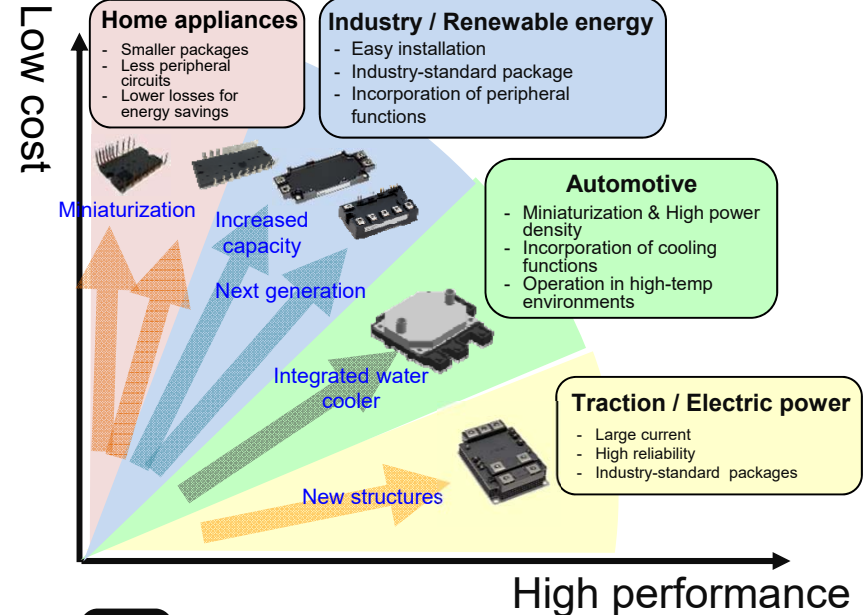 Low cost
Home appliances
- Smaller packages
- Less peripheral
circuits
- Lower losses for
energy savings
Industry / Renewable energy
- Easy installation
- Industry-standard package
- Incorporation of peripheral
functions
Automotive
- Miniaturization & High power
density
- Incorporation of cooling
functions
- Operation in high-temp
environments
Miniaturization
Increased
capacity
Next generation
Integrated water
cooler
Traction / Electric power
- Large current
- High reliability
- Industry-standard packages
New structures
High performance